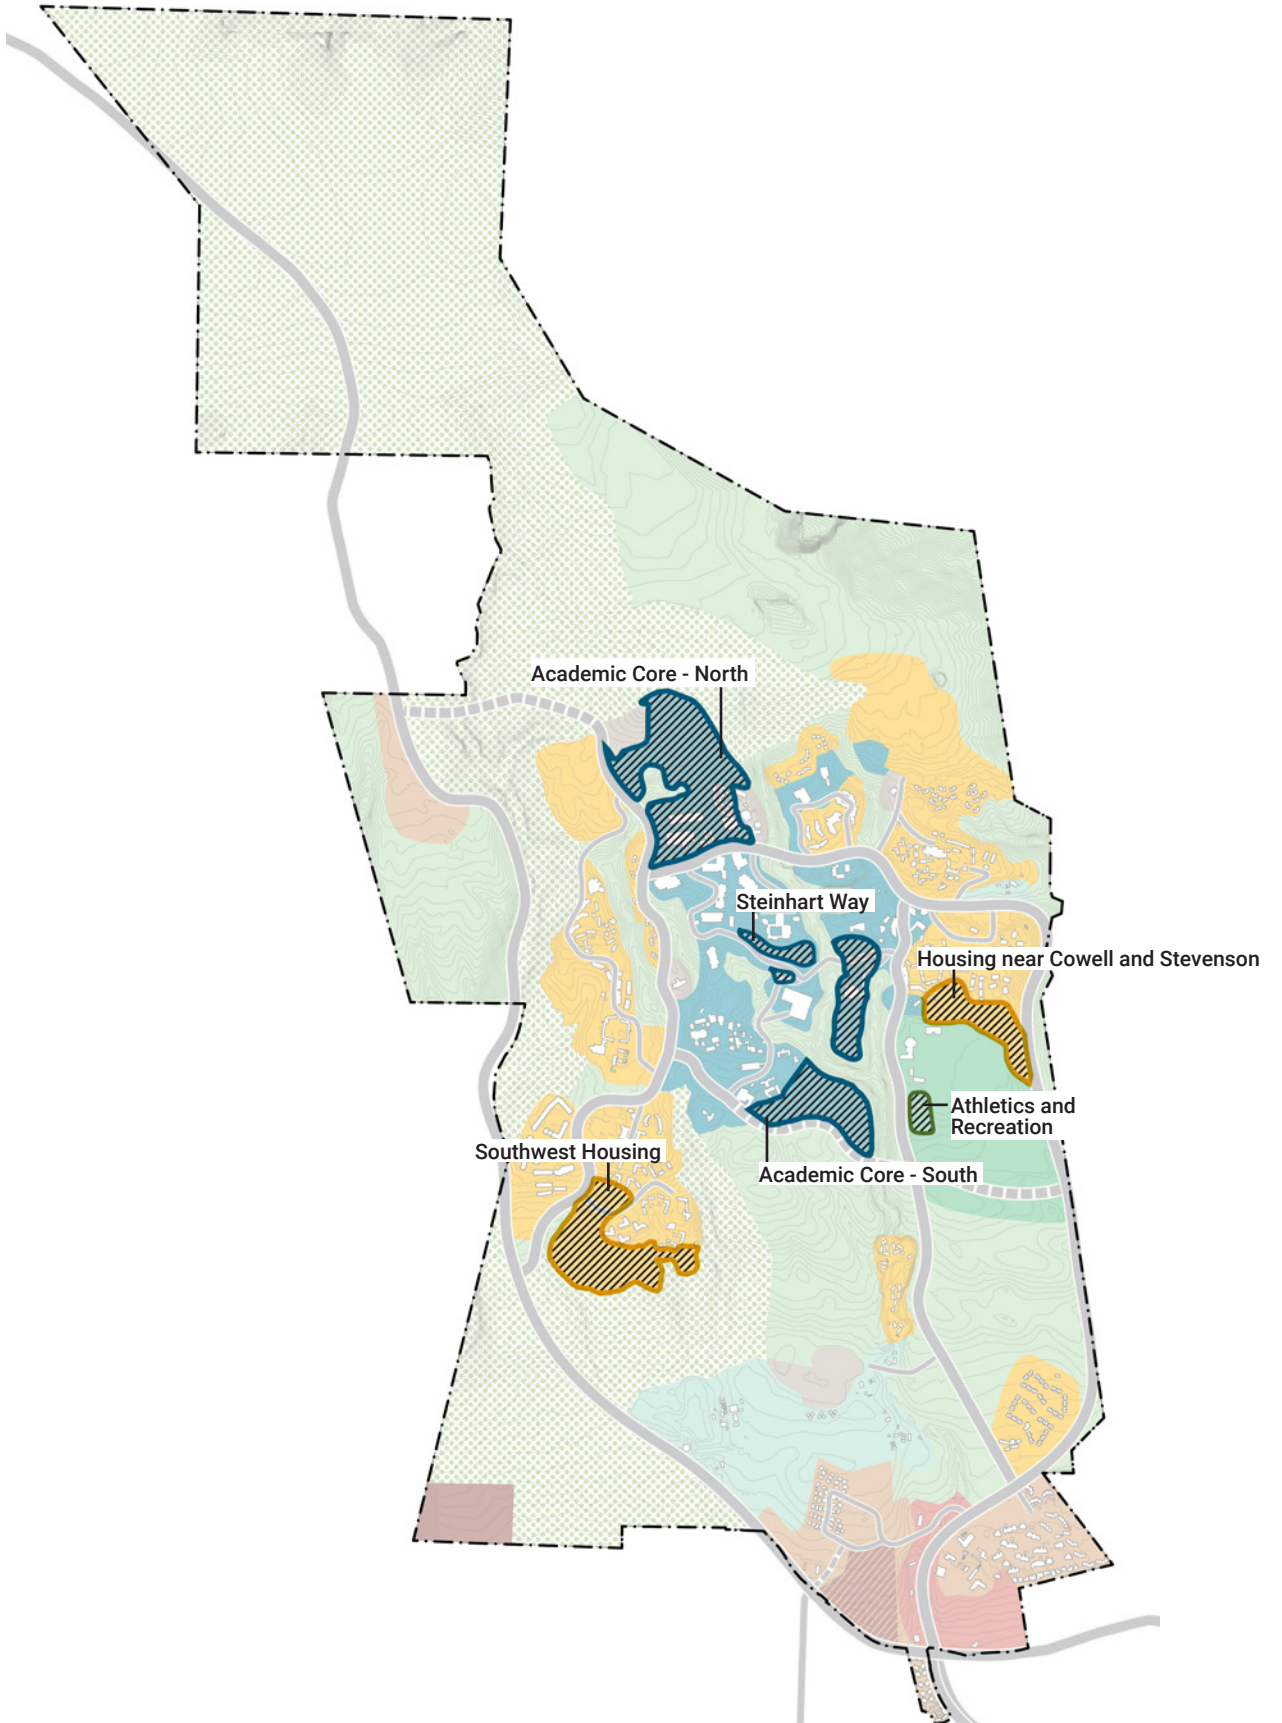 Academic Core - North
Steinhart Way
Housing near Cowell and Stevenson
Athletics and
Recreation
Southwest Housing
Academic Core - South